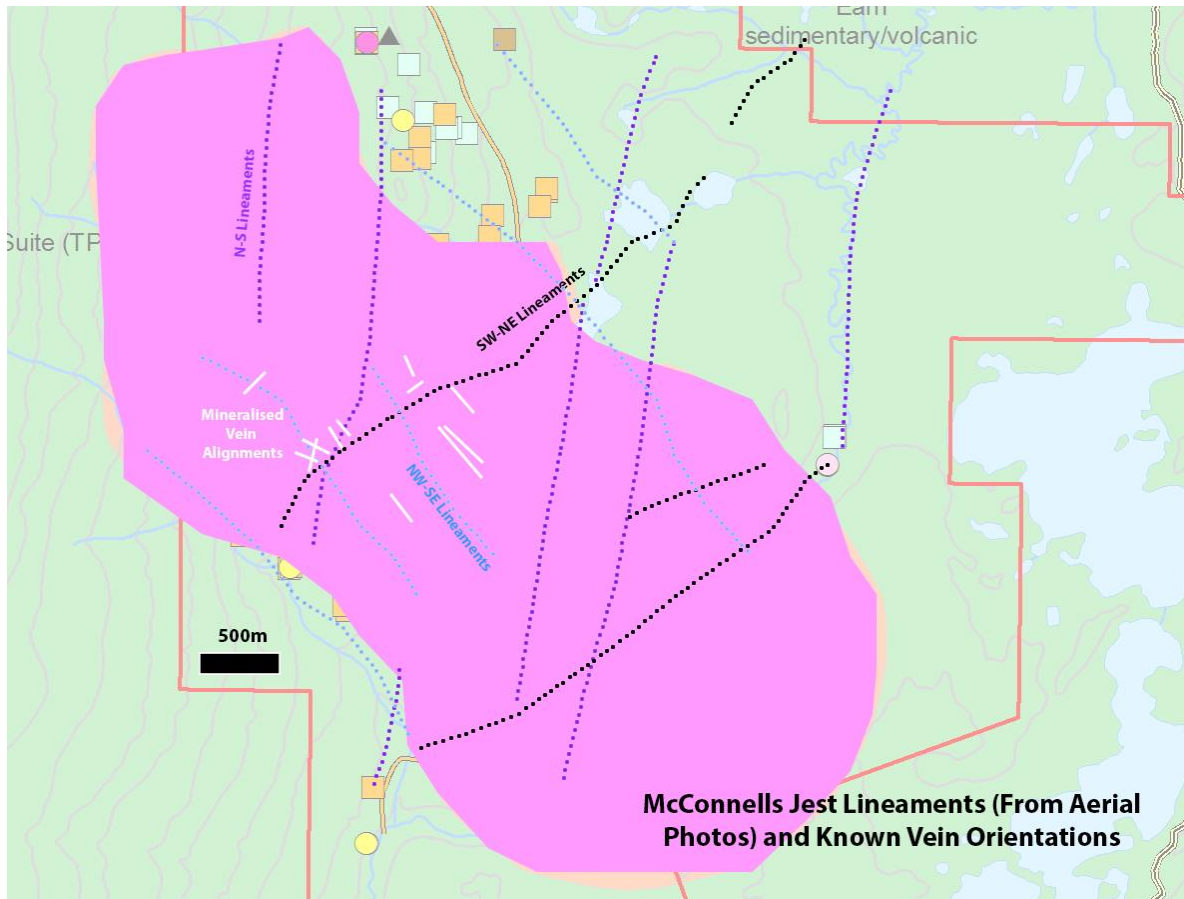 Earn
sedimentary/volcanic
N-S Lineaments
Suite (TP
SW-NE Lineaments
Mineralised
Vein
Alignments
NW-SE Lineaments
500m
McConnells Jest Lineaments (From Aerial
Photos) and Known Vein Orientations